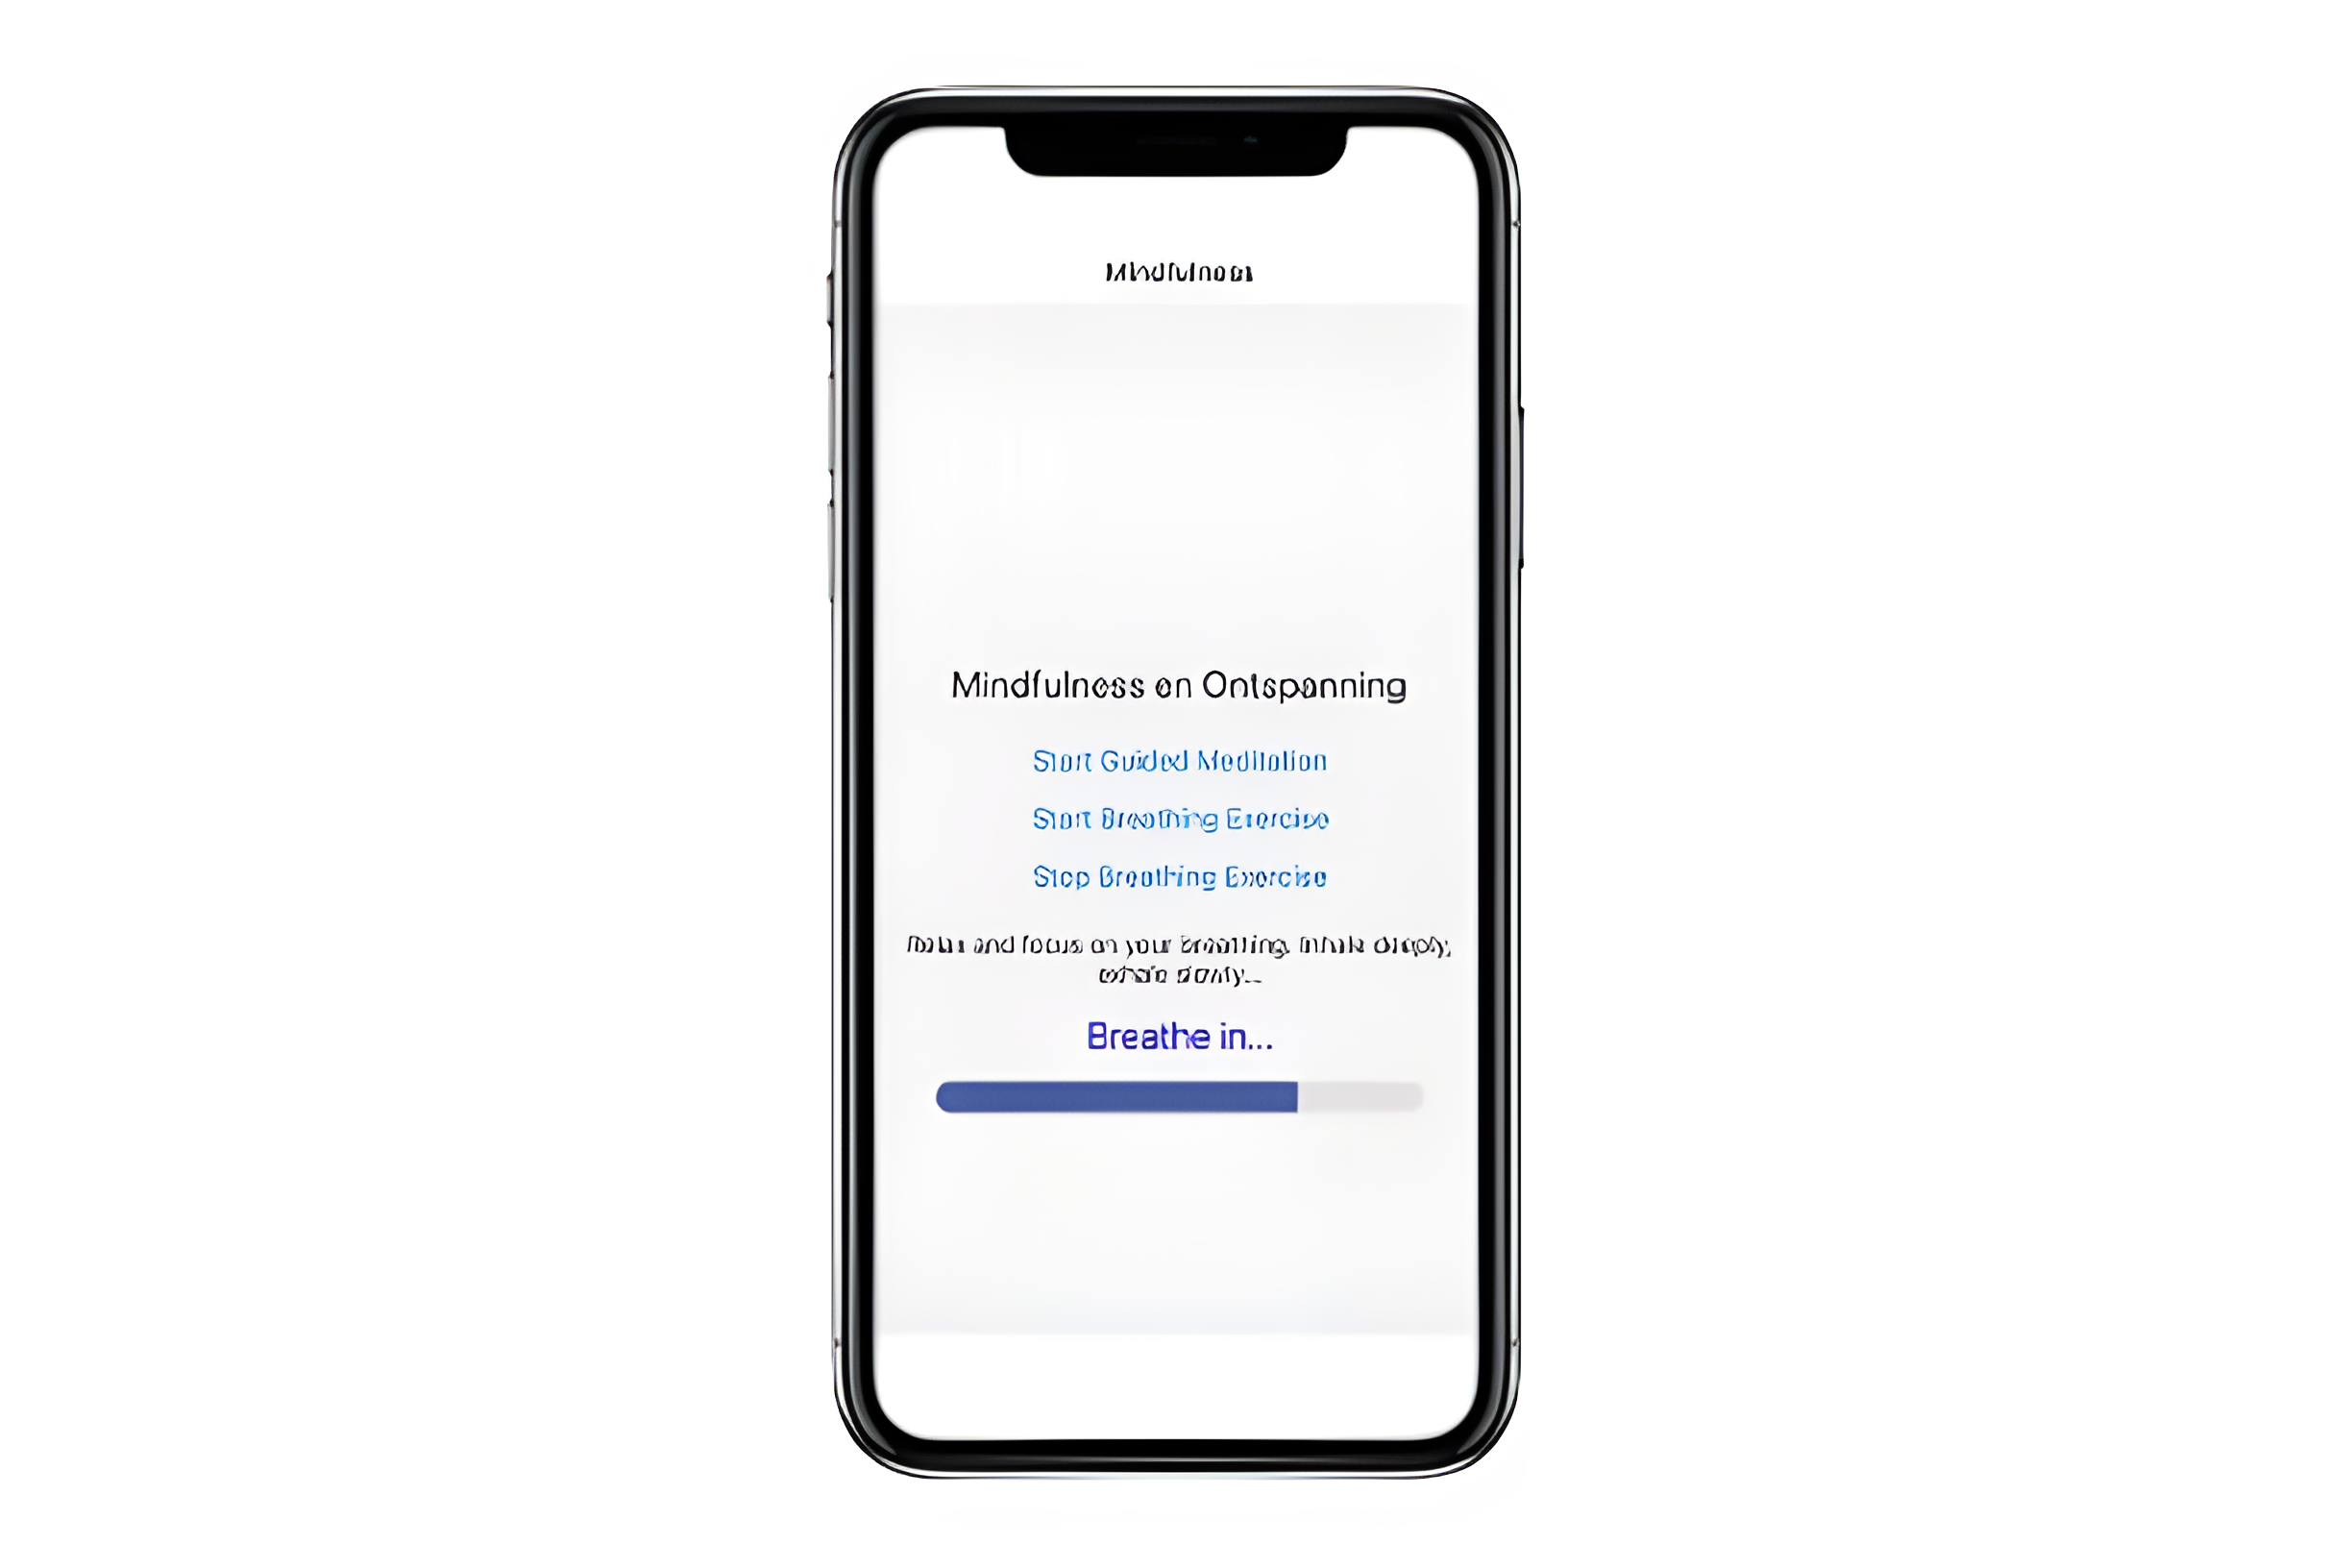 Mindfulness
Mindfulness en Ontspanning
Start Guided Meditation
Start Breathing Exercise
Stop Breathing Exercise
Relax and focus on your breathing. Inhale deeply,
exhale slowly...
Breathe in...